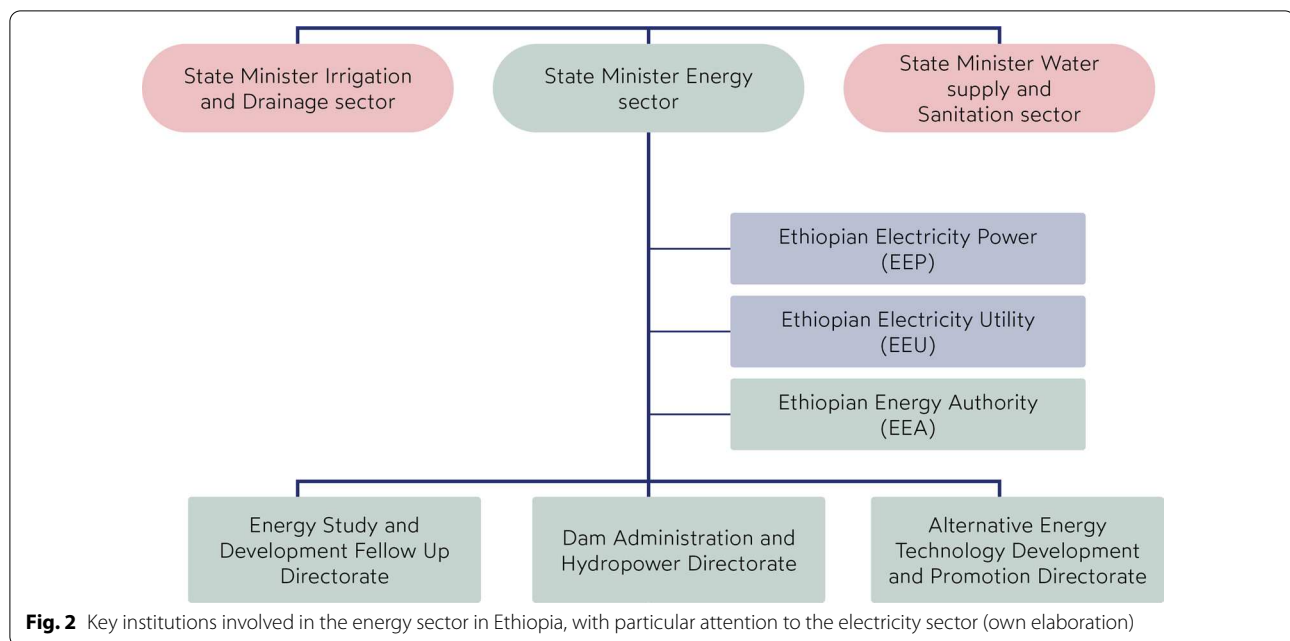 State Minister Irrigation
and Drainage sector
State Minister Energy
sector
State Minister Water
supply and
Sanitation sector
Ethiopian Electricity Power
(EEP)
Ethiopian Electricity Utility
(EEU)
Ethiopian Energy Authority
(EEA)
Energy Study and
Development Fellow Up
Directorate
Dam Administration and
Hydropower Directorate
Alternative Energy
Technology Development
and Promotion Directorate
Fig. 2 Key institutions involved in the energy sector in Ethiopia, with particular attention to the electricity sector (own elaboration)